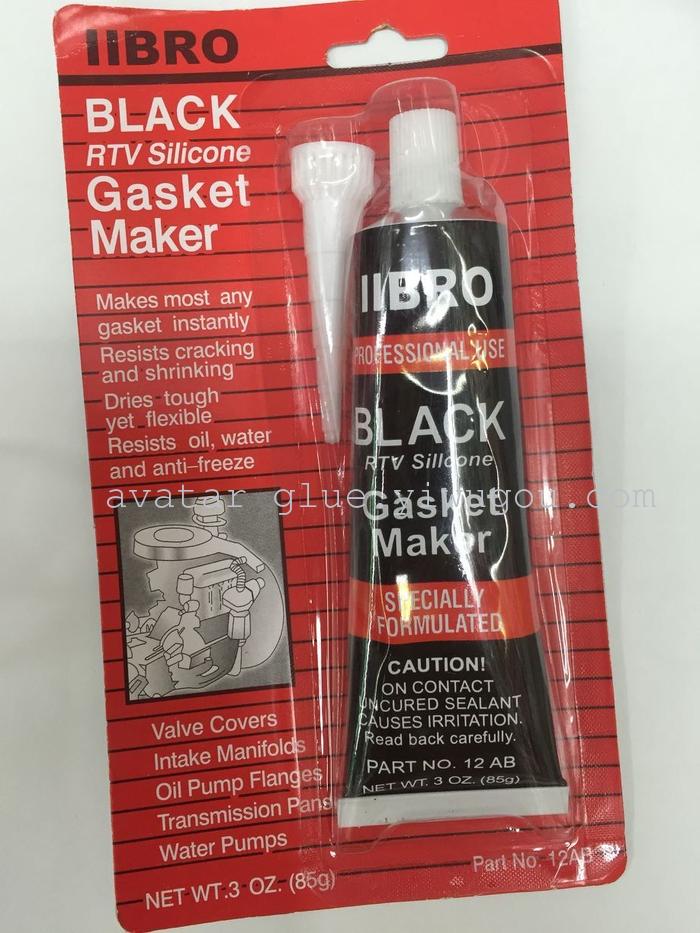 IIBRO
BLACK
RTV Silicone
Gasket
Maker
Makes most any
gasket instantly
Resists cracking
and shrinking
Dries tough
yet flexible
Resists oil, water
and anti-freeze
Valve Covers
Intake Manifolds
Oil Pump Flanges
Transmission Pans
Water Pumps
NET WT.3 OZ. (85g)
Part No. 12AB
IIBRO
PROFESSIONAL USE
BLACK
RTV Silicone
Gasket
Maker
SPECIALLY
FORMULATED
CAUTION!
ON CONTACT
UNCURED SEALANT
CAUSES IRRITATION.
Read back carefully.
PART NO. 12 AB
NET WT. 3 OZ. (85g)
avatar-glue.yiwugou.com